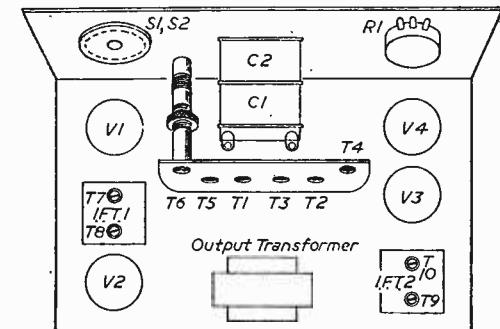 S1, S2
R1
C2
C1
V1
V4
T4
T7
I.F.T.1
T8
T6 T5 T1 T3 T2
V3
Output Transformer
V2
T10
I.F.T.2
T9